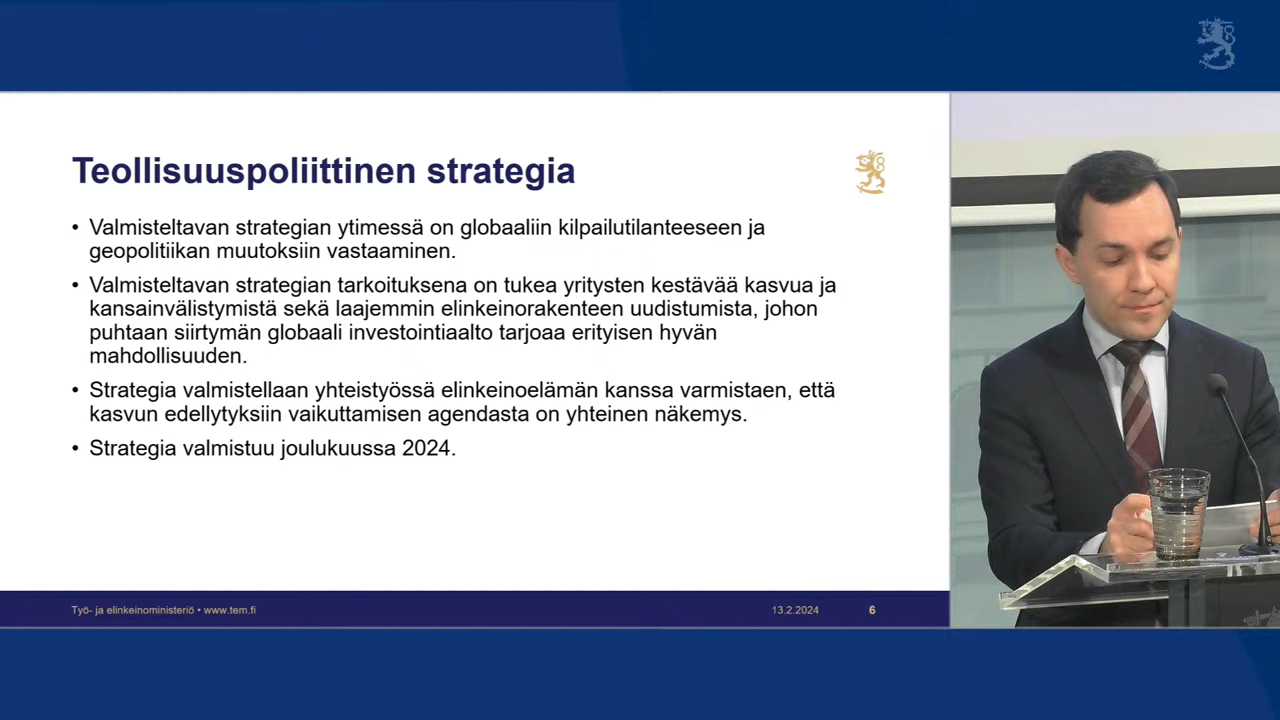 Teollisuuspoliittinen strategia
• Valmisteltavan strategian ytimessä on globaaliin kilpailutilanteeseen ja
geopolitiikan muutoksiin vastaaminen.
• Valmisteltavan strategian tarkoituksena on tukea yritysten kestävää kasvua ja
kansainvälistymistä sekä laajemmin elinkeinorakenteen uudistumista, johon
puhtaan siirtymän globaali investointiaalto tarjoaa erityisen hyvän
mahdollisuuden.
• Strategia valmistellaan yhteistyössä elinkeinoelämän kanssa varmistaen, että
kasvun edellytyksiin vaikuttamisen agendasta on yhteinen näkemys.
• Strategia valmistuu joulukuussa 2024.
Työ- ja elinkeinoministeriö • www.tem.fi 13.2.2024 6